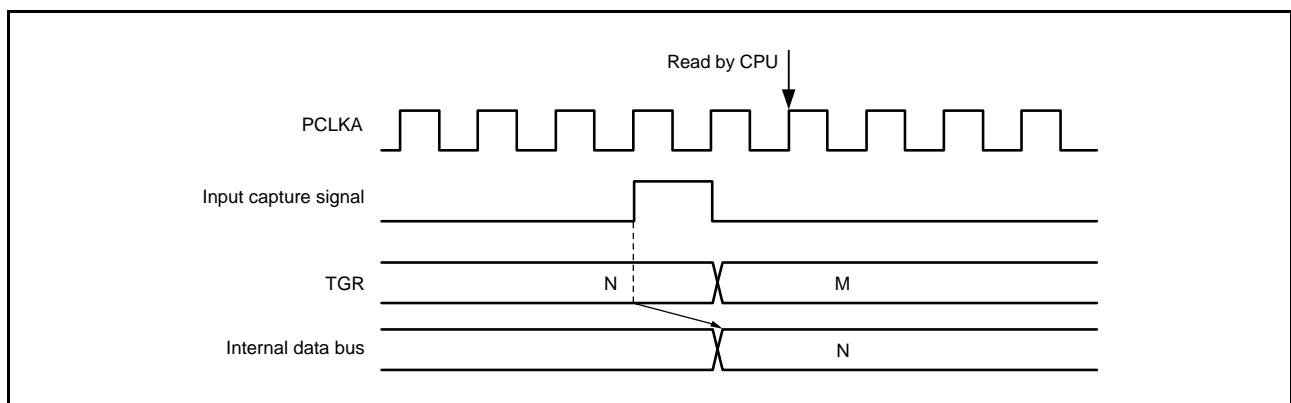 Read by CPU
PCLKA
Input capture signal
TGR
N
M
Internal data bus
N